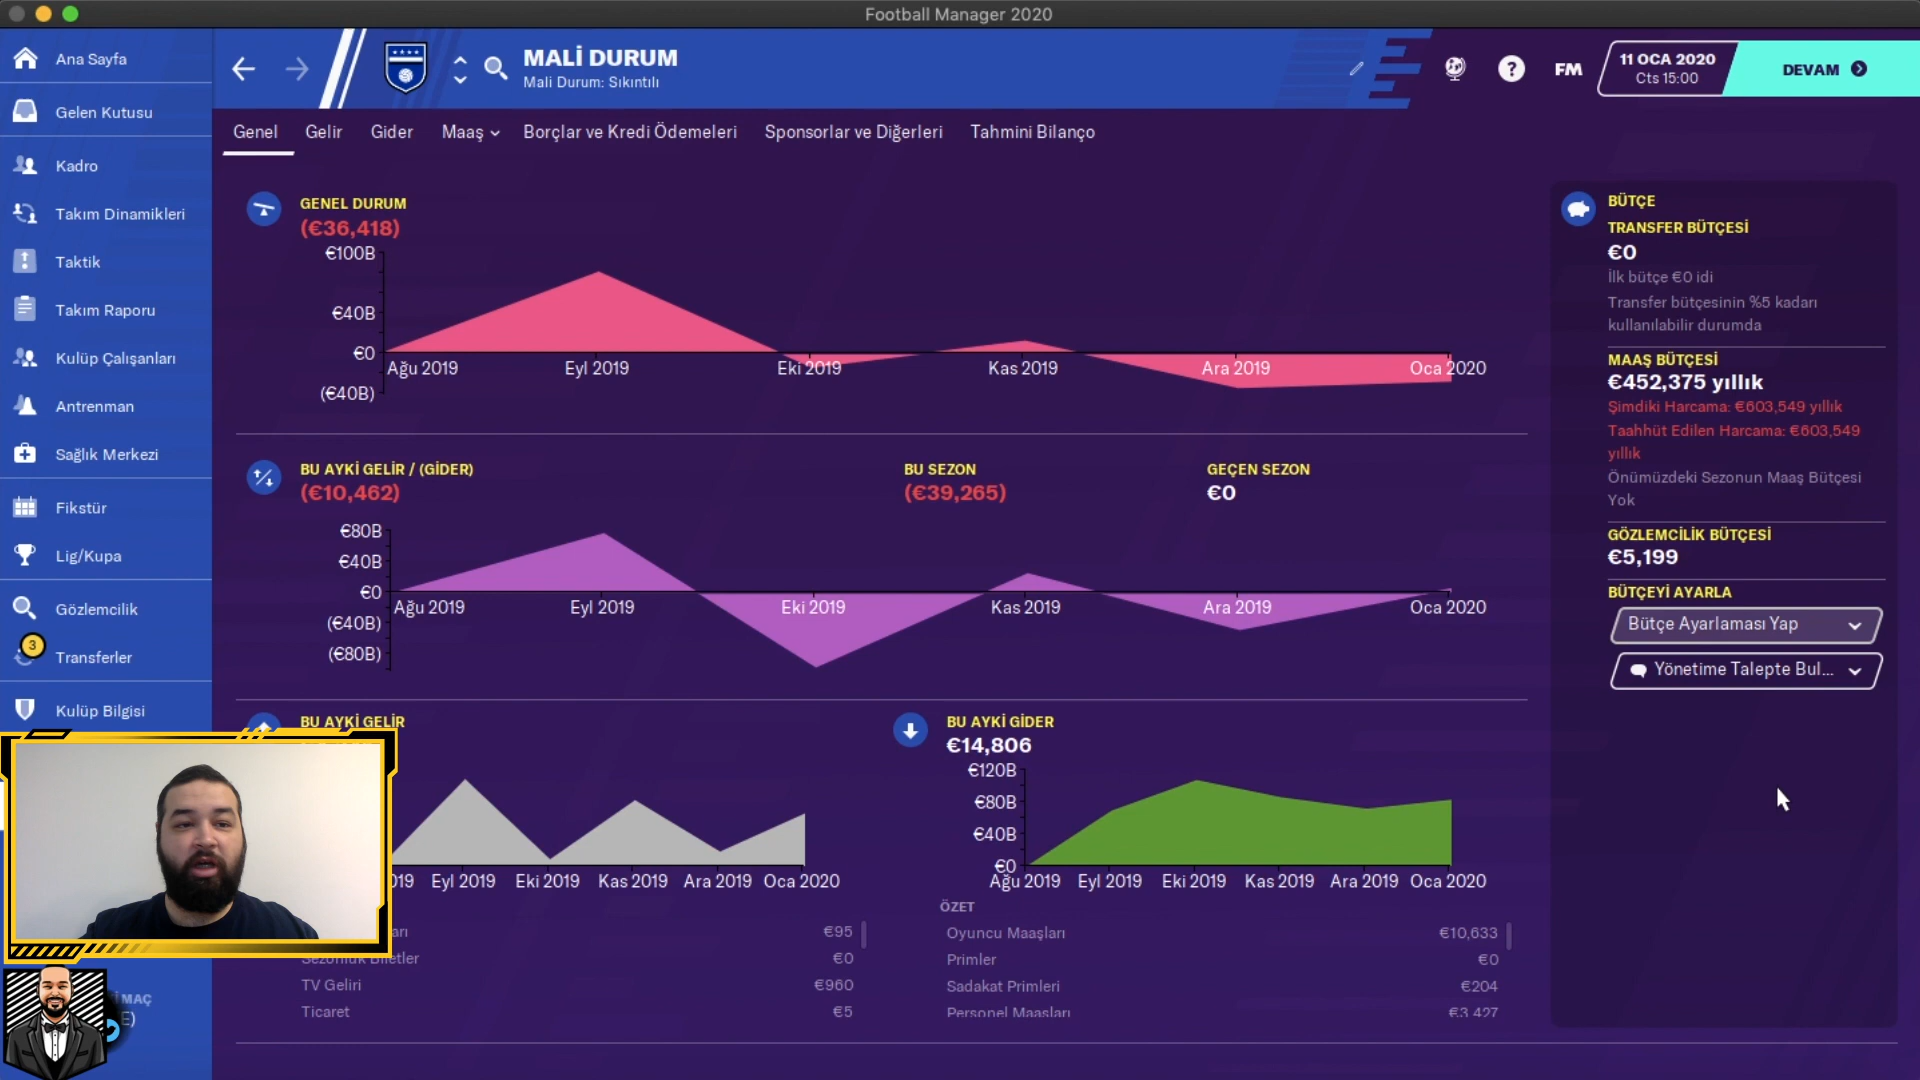 Football Manager 2020
Ana Sayfa
Gelen Kutusu
Kadro
Takım Dinamikleri
Taktik
Takım Raporu
Kulüp Çalışanları
Antrenman
Sağlık Merkezi
Fikstür
Lig/Kupa
Gözlemcilik
3
Transferler
Kulüp Bilgisi
MAÇ
MALİ DURUM
Mali Durum: Sıkıntılı
?
FM
11 OCA 2020
Cts 15:00
DEVAM
Genel Gelir Gider Maaş Borçlar ve Kredi Ödemeleri Sponsorlar ve Diğerleri Tahmini Bilanço
GENEL DURUM
(€36,418)
€100B
€40B
€0
(€40B)
Ağu 2019 Eyl 2019 Eki 2019 Kas 2019 Ara 2019 Oca 2020
BU AYKİ GELİR / (GİDER)
(€10,462)
BU SEZON
(€39,265)
GEÇEN SEZON
€0
€80B
€40B
€0
(€40B)
(€80B)
Ağu 2019 Eyl 2019 Eki 2019 Kas 2019 Ara 2019 Oca 2020
BU AYKİ GELİR
019 Eyl 2019 Eki 2019 Kas 2019 Ara 2019 Oca 2020
arı €95
Sezonluk Biletler €0
TV Geliri €960
Ticaret €5
BU AYKİ GİDER
€14,806
€120B
€80B
€40B
€0
Ağu 2019 Eyl 2019 Eki 2019 Kas 2019 Ara 2019 Oca 2020
ÖZET
Oyuncu Maaşları €10,633
Primler €0
Sadakat Primleri €204
Personel Maaşları €3,427
BÜTÇE
TRANSFER BÜTÇESİ
€0
İlk bütçe €0 idi
Transfer bütçesinin %5 kadarı
kullanılabilir durumda
MAAŞ BÜTÇESİ
€452,375 yıllık
Şimdiki Harcama: €603,549 yıllık
Taahhüt Edilen Harcama: €603,549
yıllık
Önümüzdeki Sezonun Maaş Bütçesi
Yok
GÖZLEMCİLİK BÜTÇESİ
€5,199
BÜTÇEYİ AYARLA
Bütçe Ayarlaması Yap
Yönetime Talepte Bul...